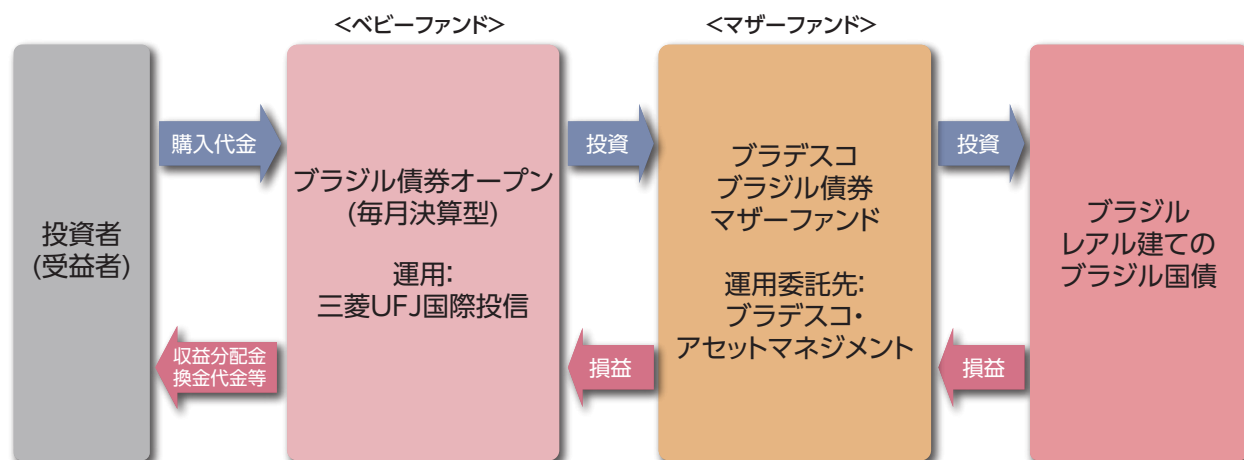 <ベビーファンド>
<マザーファンド>
投資者
(受益者)
購入代金
収益分配金
換金代金等
ブラジル債券オープン
(毎月決算型)
運用:
三菱UFJ国際投信
投資
損益
ブラデスコ
ブラジル債券
マザーファンド
運用委託先:
ブラデスコ・
アセットマネジメント
投資
損益
ブラジル
レアル建ての
ブラジル国債